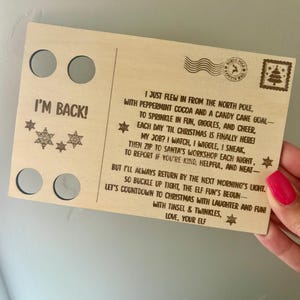 I'M BACK!
I JUST FLEW IN FROM THE NORTH POLE,
WITH PEPPERMINT COCOA AND A CANDY CANE GOAL—
TO SPRINKLE IN FUN, GIGGLES, AND CHEER,
EACH DAY 'TIL CHRISTMAS IS FINALLY HERE!
MY JOB? I WATCH, I WIGGLE, I SNEAK,
THEN ZIP TO SANTA'S WORKSHOP EACH NIGHT,
TO REPORT IF YOU'RE KIND, HELPFUL, AND NEAT—
BUT I'LL ALWAYS RETURN BY THE NEXT MORNING'S LIGHT.
SO BUCKLE UP TIGHT, THE ELF FUN'S BEGUN—
LET'S COUNTDOWN TO CHRISTMAS WITH LAUGHTER AND FUN!
WITH TINSEL & TWINKLES,
LOVE, YOUR ELF